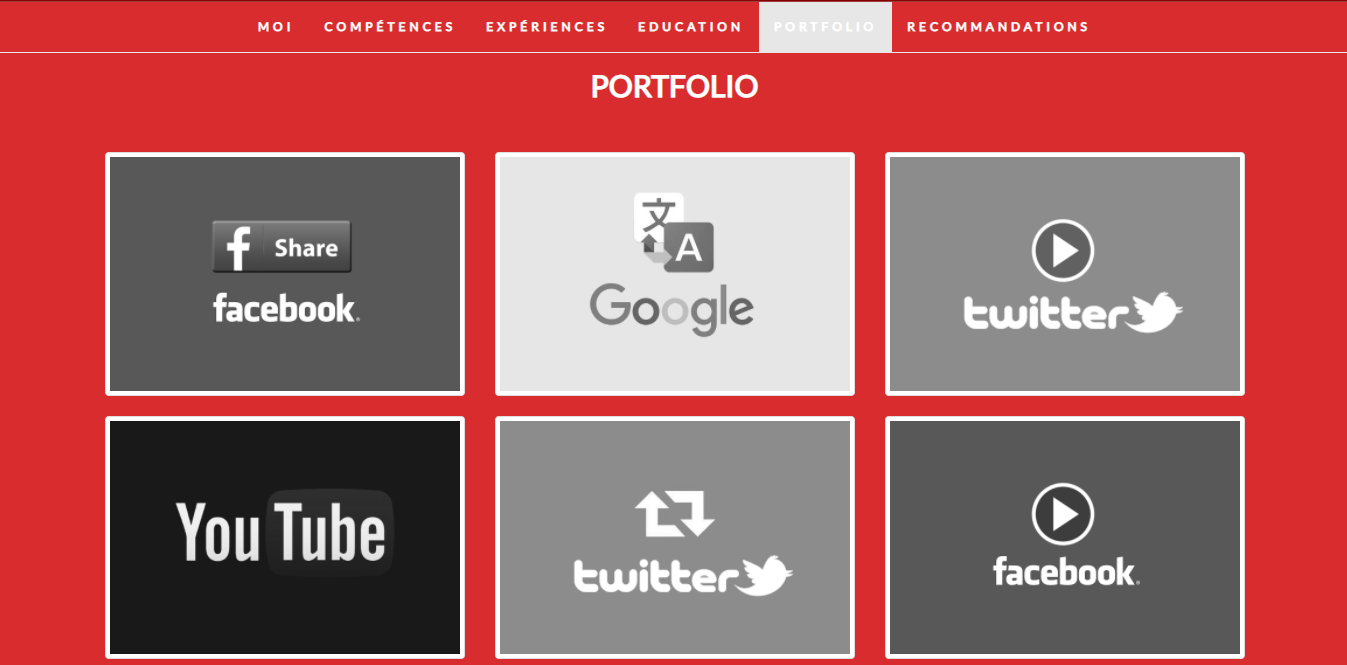 MOI COMPÉTENCES EXPÉRIENCES EDUCATION PORTFOLIO RECOMMANDATIONS
PORTFOLIO
f Share
facebook.
文 A
Google
twitter
YouTube
twitter
facebook.